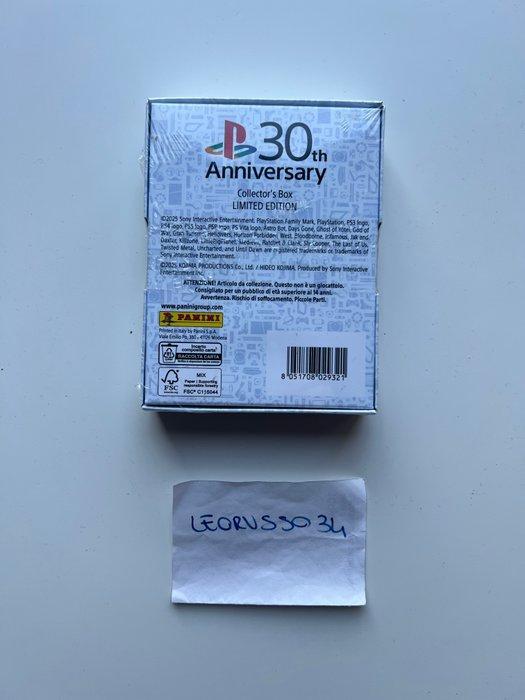 30th
Anniversary
Collector's Box
LIMITED EDITION
©2025 Sony Interactive Entertainment. PlayStation Family Mark, PlayStation, PS3 logo,
PS4 logo, PS5 logo, PSP logo, PS Vita logo, Astro Bot, Days Gone, Ghost of Yōtei, God of
War, Gran Turismo, Helldivers, Horizon Forbidden West, Bloodborne, inFamous, Jak and
Daxter, Killzone, LittleBigPlanet, MediEvil, Ratchet & Clank, Sly Cooper, The Last of Us,
Twisted Metal, Uncharted, and Until Dawn are registered trademarks or trademarks of
Sony Interactive Entertainment.
©2025 KOJIMA PRODUCTIONS Co., Ltd. / HIDEO KOJIMA. Produced by Sony Interactive
Entertainment Inc.
ATTENZIONE! Articolo da collezione. Questo non è un giocattolo.
Consigliato per un pubblico di età superiore ai 14 anni.
Avvertenza. Rischio di soffocamento. Piccole Parti.
www.paninigroup.com
PANINI
Printed in Italy by Panini S.p.A.
Viale Emilio Po, 380 - 41126 Modena
Incarto
composto carta
RACCOLTA CARTA
FSC
MIX
Paper | Supporting
responsible forestry
FSC® C115044
8 051708 029321
LEORUSSO34